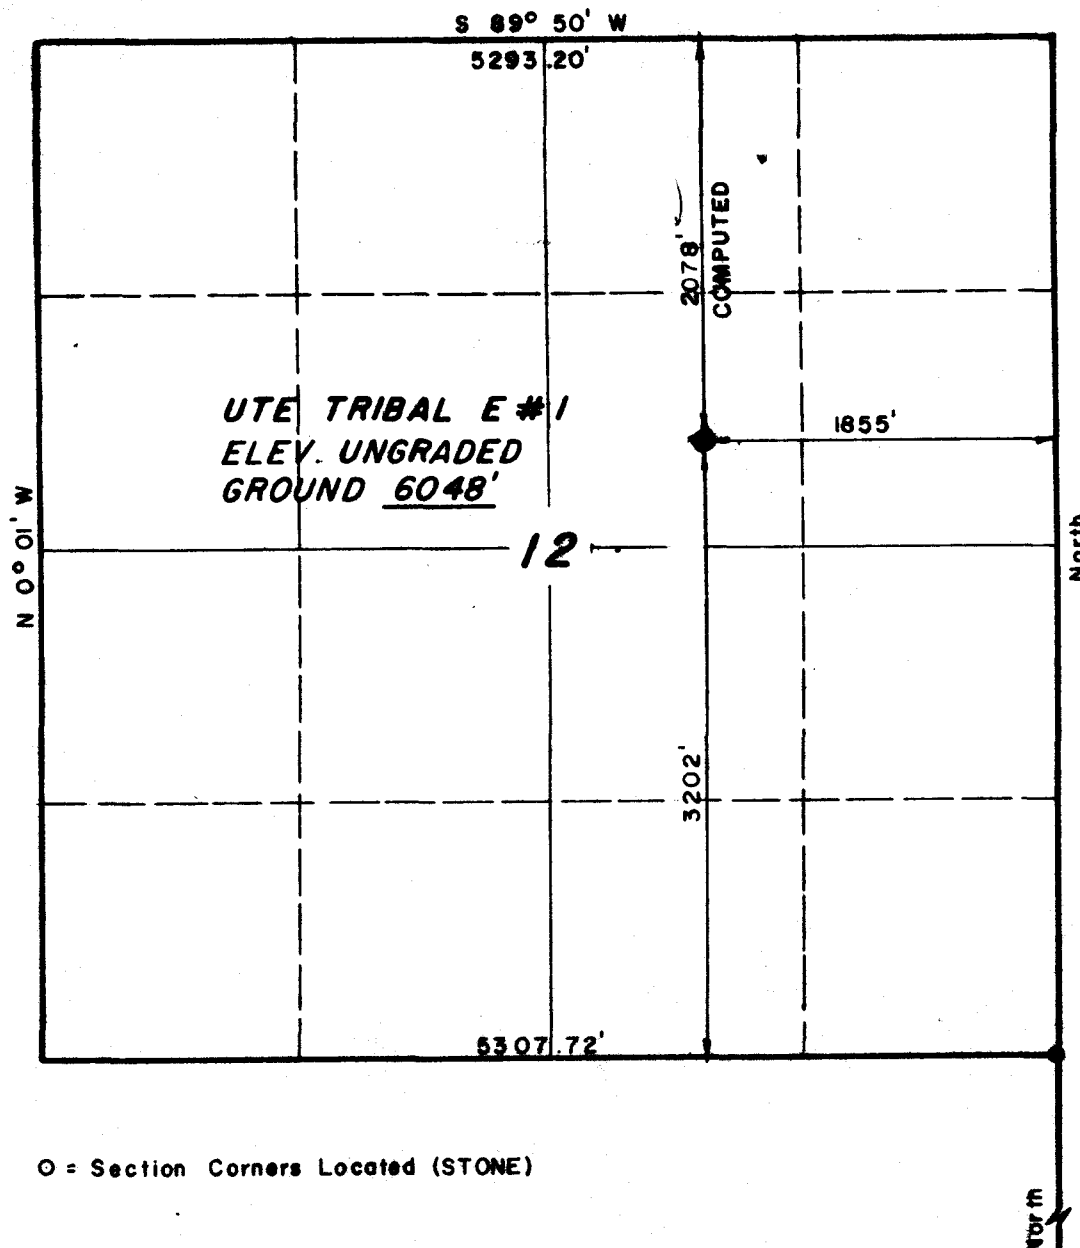 S 89° 50' W
5293.20'
2078'
COMPUTED
1855'
UTE TRIBAL E # 1
ELEV. UNGRADED
GROUND 6048'
N 0° 01' W
12
North
3202'
5307.72'
= Section Corners Located (STONE)
North